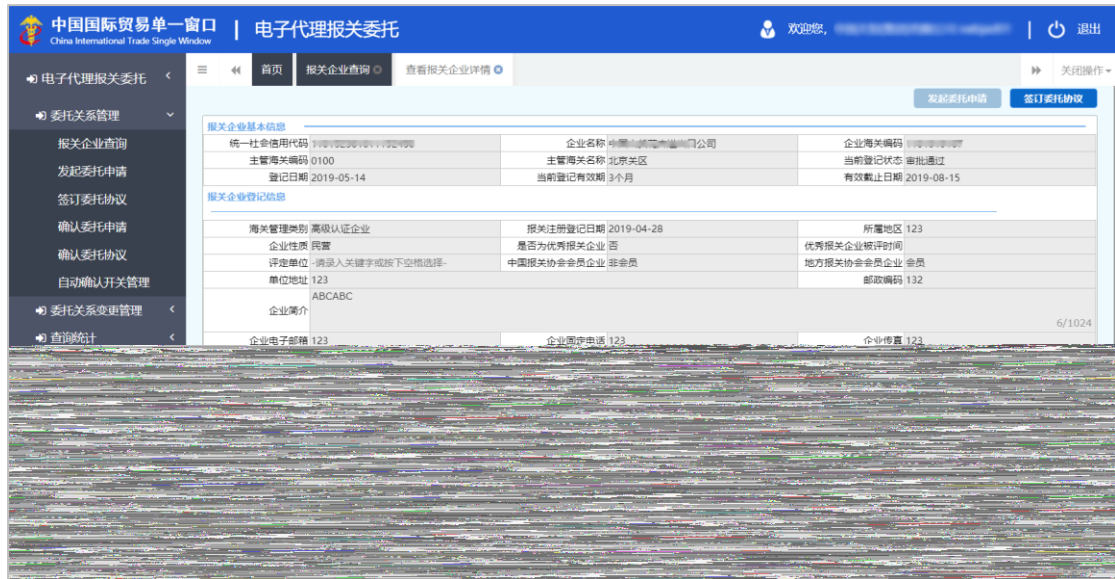 中国国际贸易单一窗口 | 电子代理报关委托 欢迎您, | 退出
China International Trade Single Window
电子代理报关委托
首页 报关企业查询 查看报关企业详情 关闭操作
发起委托申请 签订委托协议
委托关系管理
报关企业查询
发起委托申请
签订委托协议
确认委托申请
确认委托协议
自动确认开关管理
委托关系变更管理
查询统计
报关企业基本信息
统一社会信用代码 企业名称 口公司 企业海关编码
主管海关编码 0100 主管海关名称 北京关区 当前登记状态 审批通过
登记日期 2019-05-14 当前登记有效期 3个月 有效截止日期 2019-08-15
报关企业登记信息
海关管理类别 高级认证企业 报关注册登记日期 2019-04-28 所属地区 123
企业性质 民营 是否为优秀报关企业 否 优秀报关企业被评时间
评定单位 -请录入关键字或按下空格选择- 中国报关协会会员企业 非会员 地方报关协会会员企业 会员
单位地址 123 邮政编码 132
企业简介 ABCABC
6/1024
企业电子邮箱 123 企业固定电话 123 企业传真 123